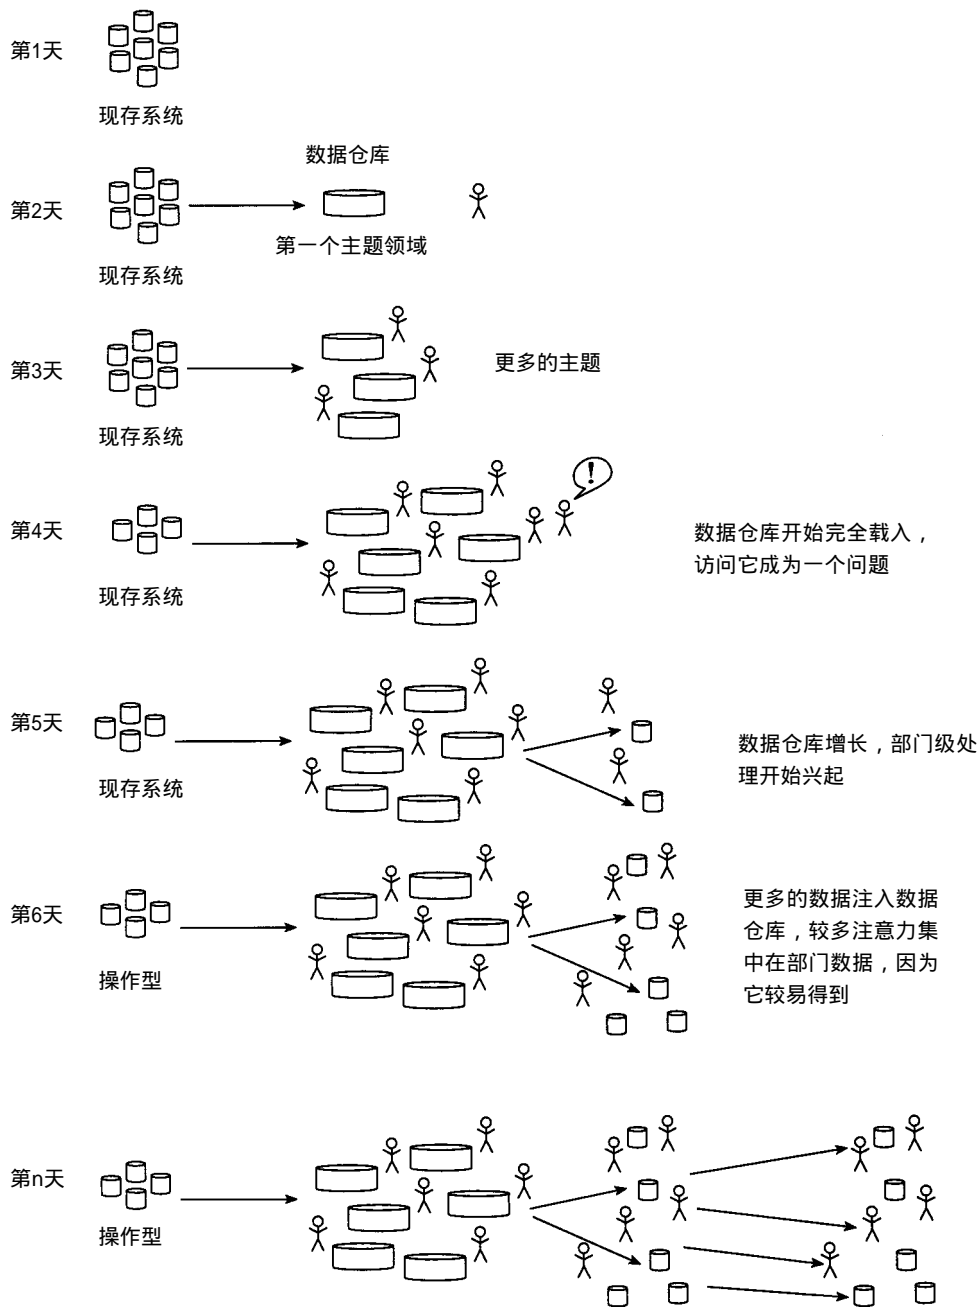 第1天
现存系统
数据仓库
第2天
第一个主题领域
现存系统
第3天
更多的主题
现存系统
!
第4天
数据仓库开始完全载入，
访问它成为一个问题
现存系统
第5天
数据仓库增长，部门级处
理开始兴起
现存系统
第6天
更多的数据注入数据
仓库，较多注意力集
中在部门数据，因为
它较易得到
操作型
第n天
操作型